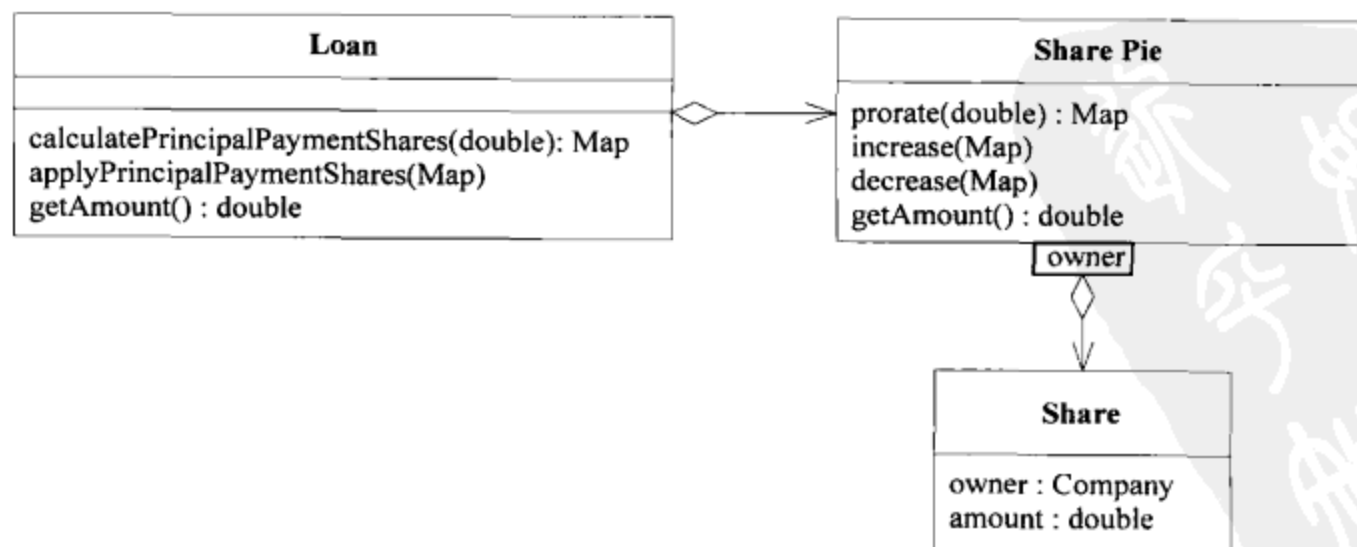 Loan
calculatePrincipalPaymentShares(double): Map
applyPrincipalPaymentShares(Map)
getAmount() : double
Share Pie
prorate(double) : Map
increase(Map)
decrease(Map)
getAmount() : double
owner
Share
owner : Company
amount : double